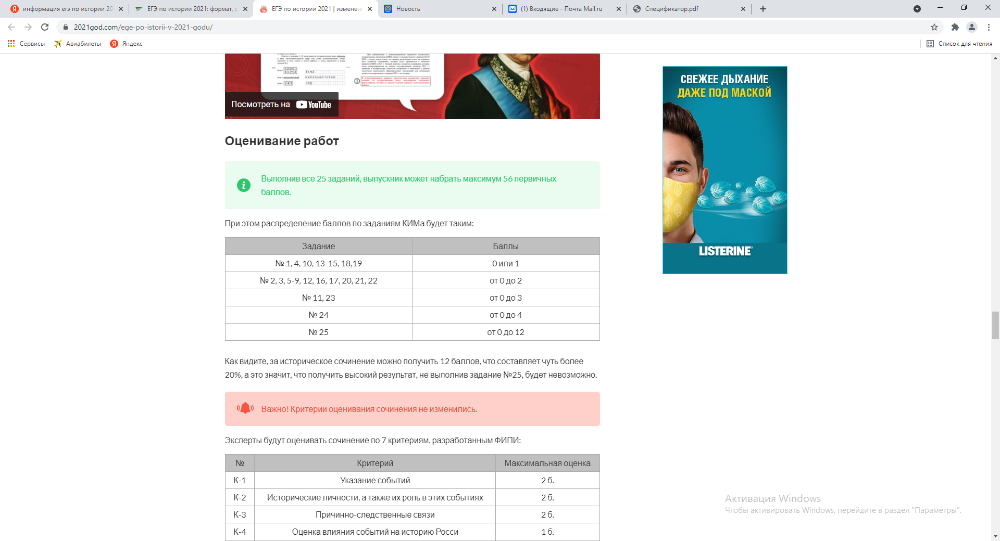 информация егэ по истории 20
ЕГЭ по истории 2021: формат, с
ЕГЭ по истории 2021 | изменени
Новость
(1) Входящие - Почта Mail.ru
Спецификатор.pdf
2021god.com/ege-po-istorii-v-2021-godu/
Сервисы
Авиабилеты
Яндекс
Список для чтения
3142
НИКОЛАЙВТОРОЙ
145
Посмотреть на YouTube
Оценивание работ
Выполнив все 25 заданий, выпускник может набрать максимум 56 первичных
баллов.
При этом распределение баллов по заданиям КИМа будет таким:
Задание Баллы
№ 1, 4, 10, 13-15, 18,19 0 или 1
№ 2, 3, 5-9, 12, 16, 17, 20, 21, 22 от 0 до 2
№ 11, 23 от 0 до 3
№ 24 от 0 до 4
№ 25 от 0 до 12
Как видите, за историческое сочинение можно получить 12 баллов, что составляет чуть более
20%, а это значит, что получить высокий результат, не выполнив задание №25, будет невозможно.
Важно! Критерии оценивания сочинения не изменились.
Эксперты будут оценивать сочинение по 7 критериям, разработанным ФИПИ:
№ Критерий Максимальная оценка
К-1 Указание событий 2 б.
К-2 Исторические личности, а также их роль в этих событиях 2 б.
К-3 Причинно-следственные связи 2 б.
К-4 Оценка влияния событий на историю Росси 1 б.
СВЕЖЕЕ ДЫХАНИЕ
ДАЖЕ ПОД МАСКОЙ
LISTERINE
Активация Windows
Чтобы активировать Windows, перейдите в раздел "Параметры".